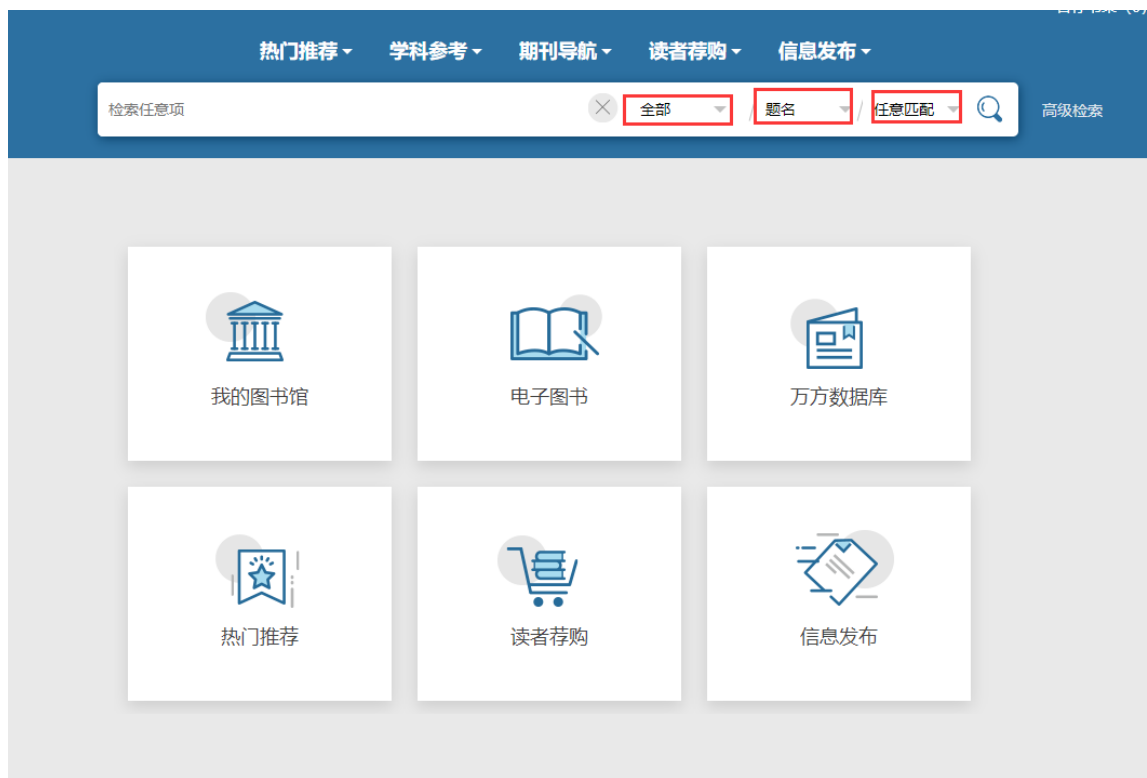 热门推荐 学科参考 期刊导航 读者荐购 信息发布
检索任意项 全部 / 题名 / 任意匹配 高级检索
我的图书馆 电子图书 万方数据库
热门推荐 读者荐购 信息发布